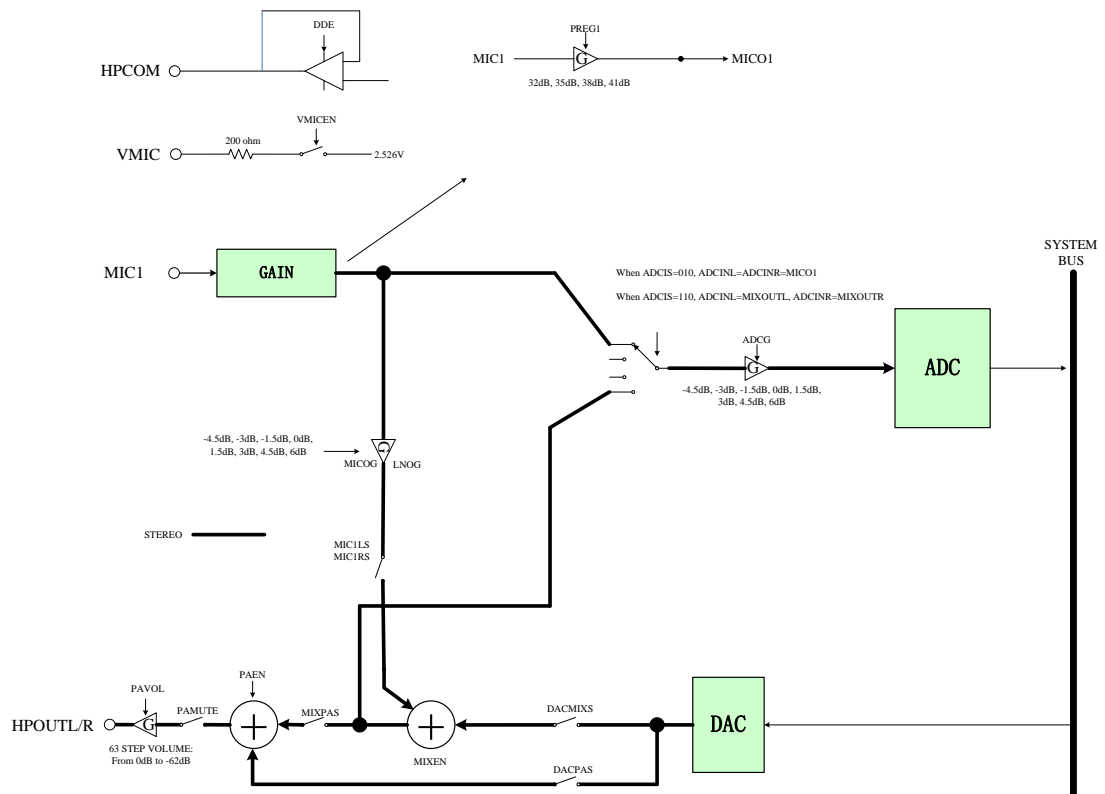 DDE
HPCOM
PREG1
MIC1
G
MICO1
32dB, 35dB, 38dB, 41dB
VMICEN
200 ohm
VMIC
2.526V
SYSTEM
BUS
MIC1
GAIN
When ADCIS=010, ADCINL=ADCINR=MICO1
When ADCIS=110, ADCINL=MIXOUTL, ADCINR=MIXOUTR
ADCG
G
ADC
-4.5dB, -3dB, -1.5dB, 0dB, 1.5dB,
3dB, 4.5dB, 6dB
-4.5dB, -3dB, -1.5dB, 0dB,
1.5dB, 3dB, 4.5dB, 6dB
G
MICOG
LNOG
STEREO
MIC1LS
MIC1RS
PAEN
PAVOL
PAMUTE
MIXPAS
DACMIXS
HPOUTL/R
G
DAC
63 STEP VOLUME:
From 0dB to -62dB
MIXEN
DACPAS